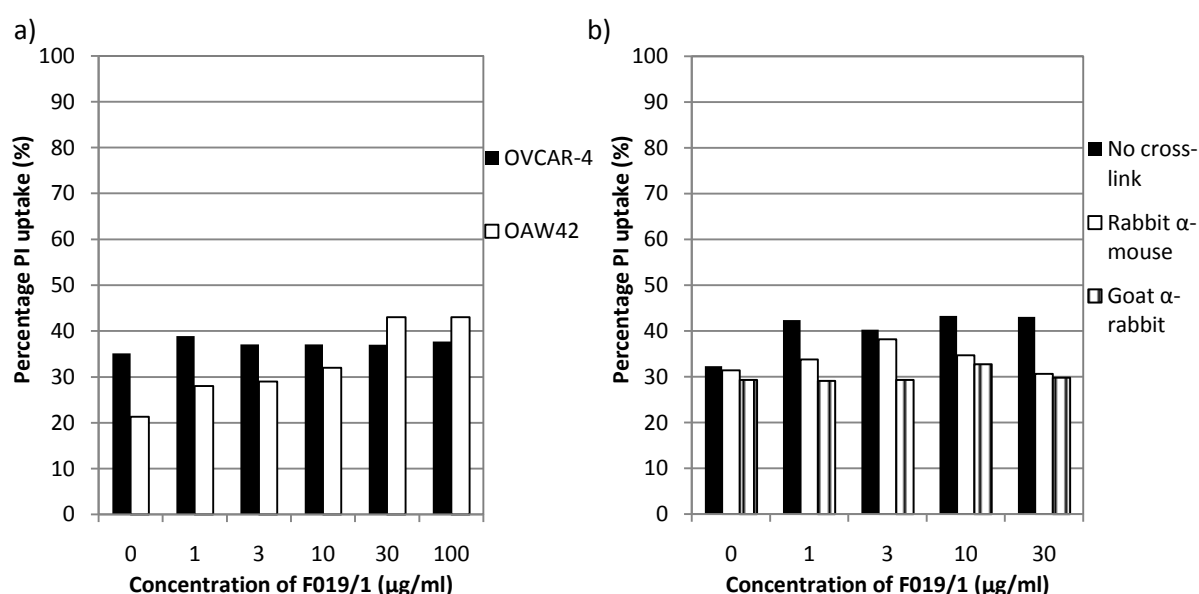 a)
100
90
80
70
60
50
40
30
20
10
0
Percentage PI uptake (%)
0 1 3 10 30 100
Concentration of F019/1 (µg/ml)
OVCAR-4
OAW42
b)
100
90
80
70
60
50
40
30
20
10
0
Percentage PI uptake (%)
0 1 3 10 30
Concentration of F019/1 (µg/ml)
No cross-
link
Rabbit α-
mouse
Goat α-
rabbit